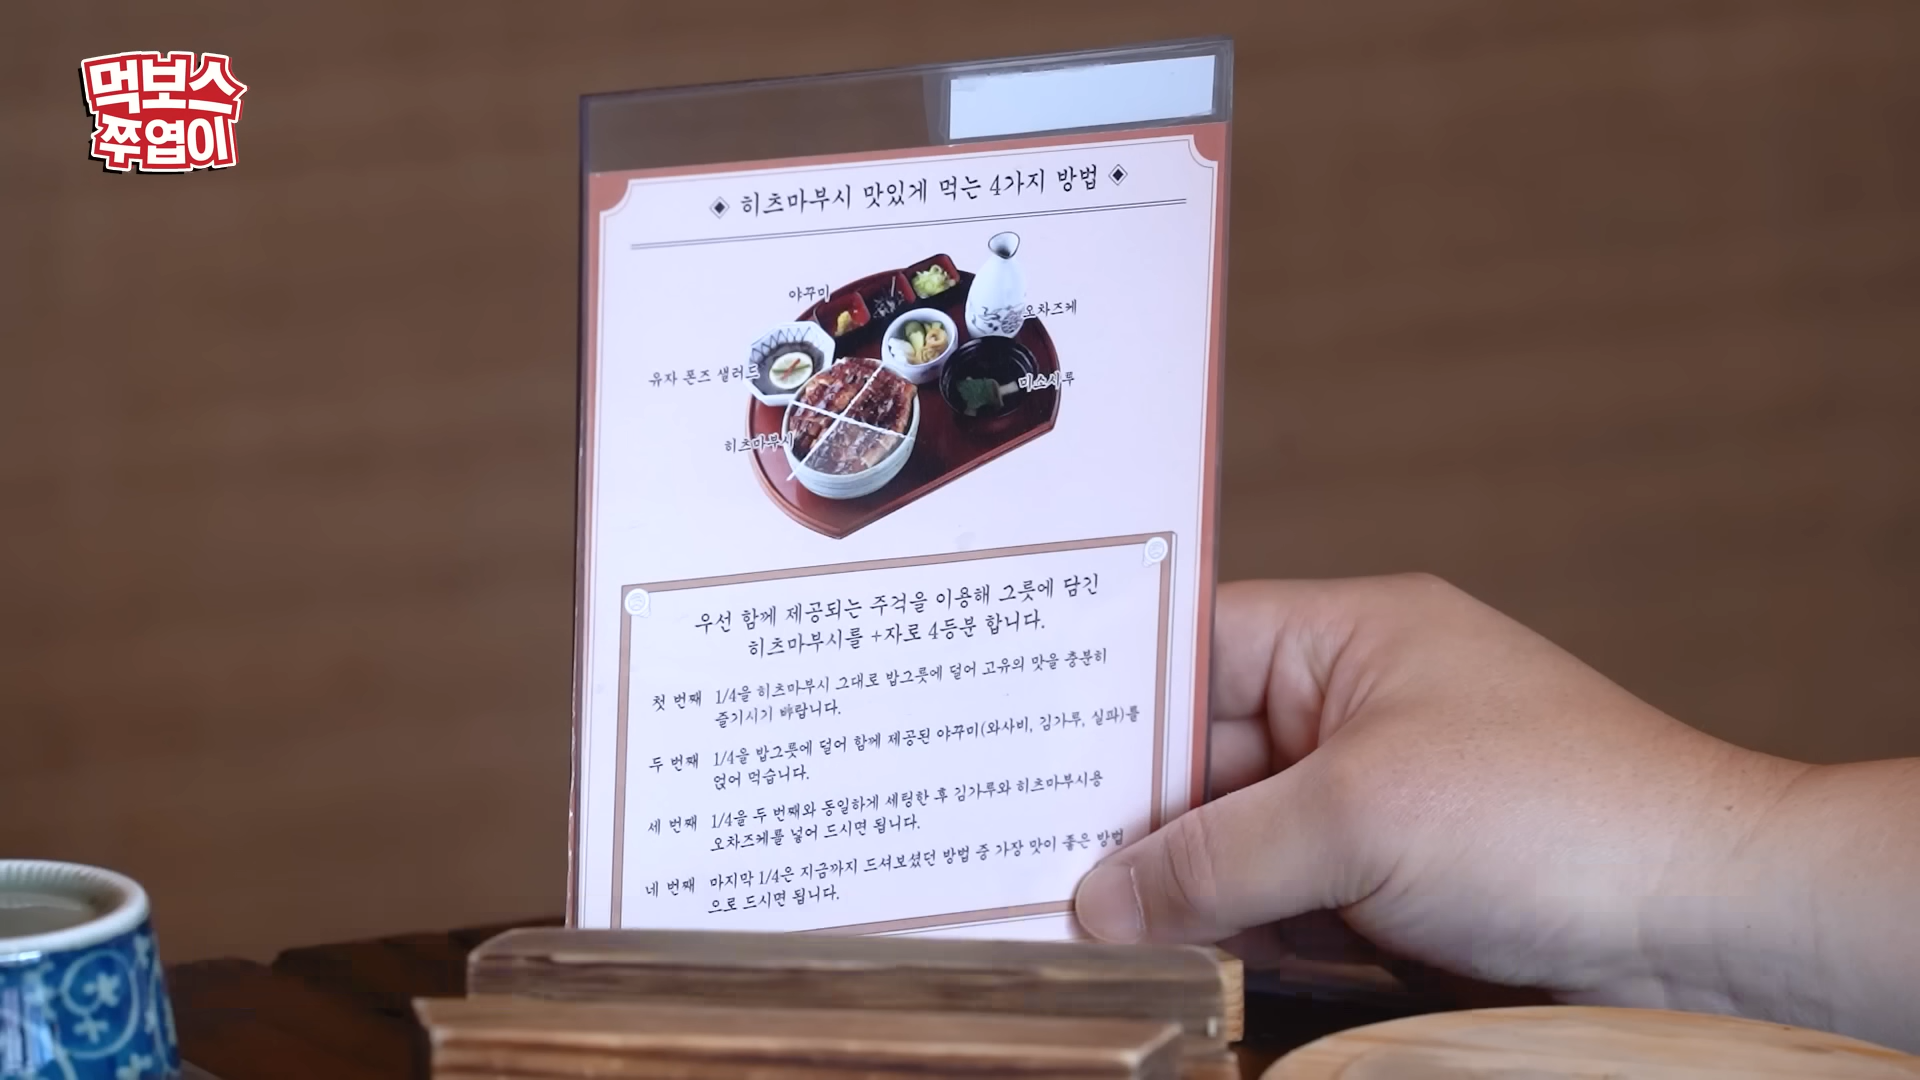 먹보스
쭈엽이
◈ 히츠마부시 맛있게 먹는 4가지 방법 ◈
야꾸미
오차즈케
유자 폰즈 샐러드
미소시루
히츠마부시
우선 함께 제공되는 주걱을 이용해 그릇에 담긴
히츠마부시를 +자로 4등분 합니다.
첫 번째 1/4을 히츠마부시 그대로 밥그릇에 덜어 고유의 맛을 충분히
즐기시기 바랍니다.
두 번째 1/4을 밥그릇에 덜어 함께 제공된 야꾸미(와사비, 김가루, 실파)를
얹어 먹습니다.
세 번째 1/4을 두 번째와 동일하게 세팅한 후 김가루와 히츠마부시용
오차즈케를 넣어 드시면 됩니다.
네 번째 마지막 1/4은 지금까지 드셔보셨던 방법 중 가장 맛이 좋은 방법
으로 드시면 됩니다.